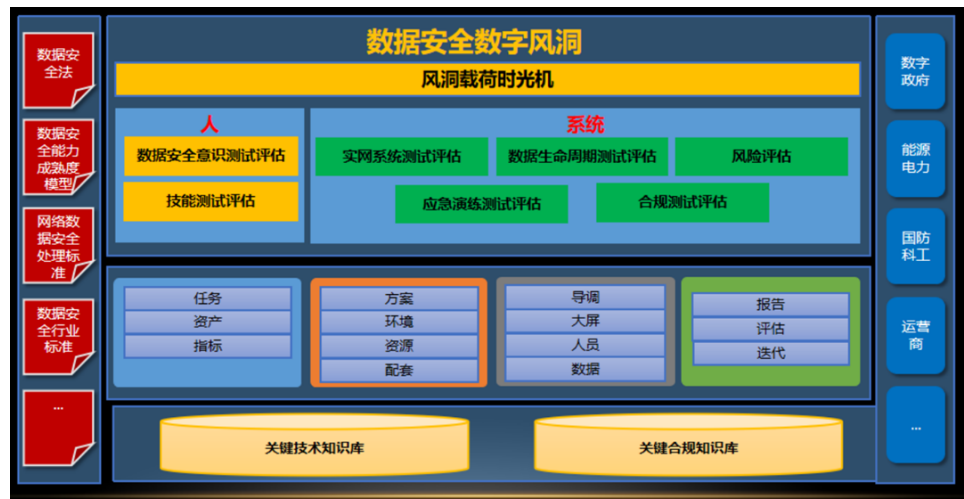 数据安
全法
数据安
全能力
成熟度
模型
网络数
据安全
处理标
准
数据安
全行业
标准
...
数据安全数字风洞
风洞载荷时光机
人
数据安全意识测试评估
技能测试评估
系统
实网系统测试评估
数据生命周期测试评估
风险评估
应急演练测试评估
合规测试评估
任务
资产
指标
方案
环境
资源
配套
导调
大屏
人员
数据
报告
评估
迭代
关键技术知识库
关键合规知识库
数字
政府
能源
电力
国防
科工
运营
商
...